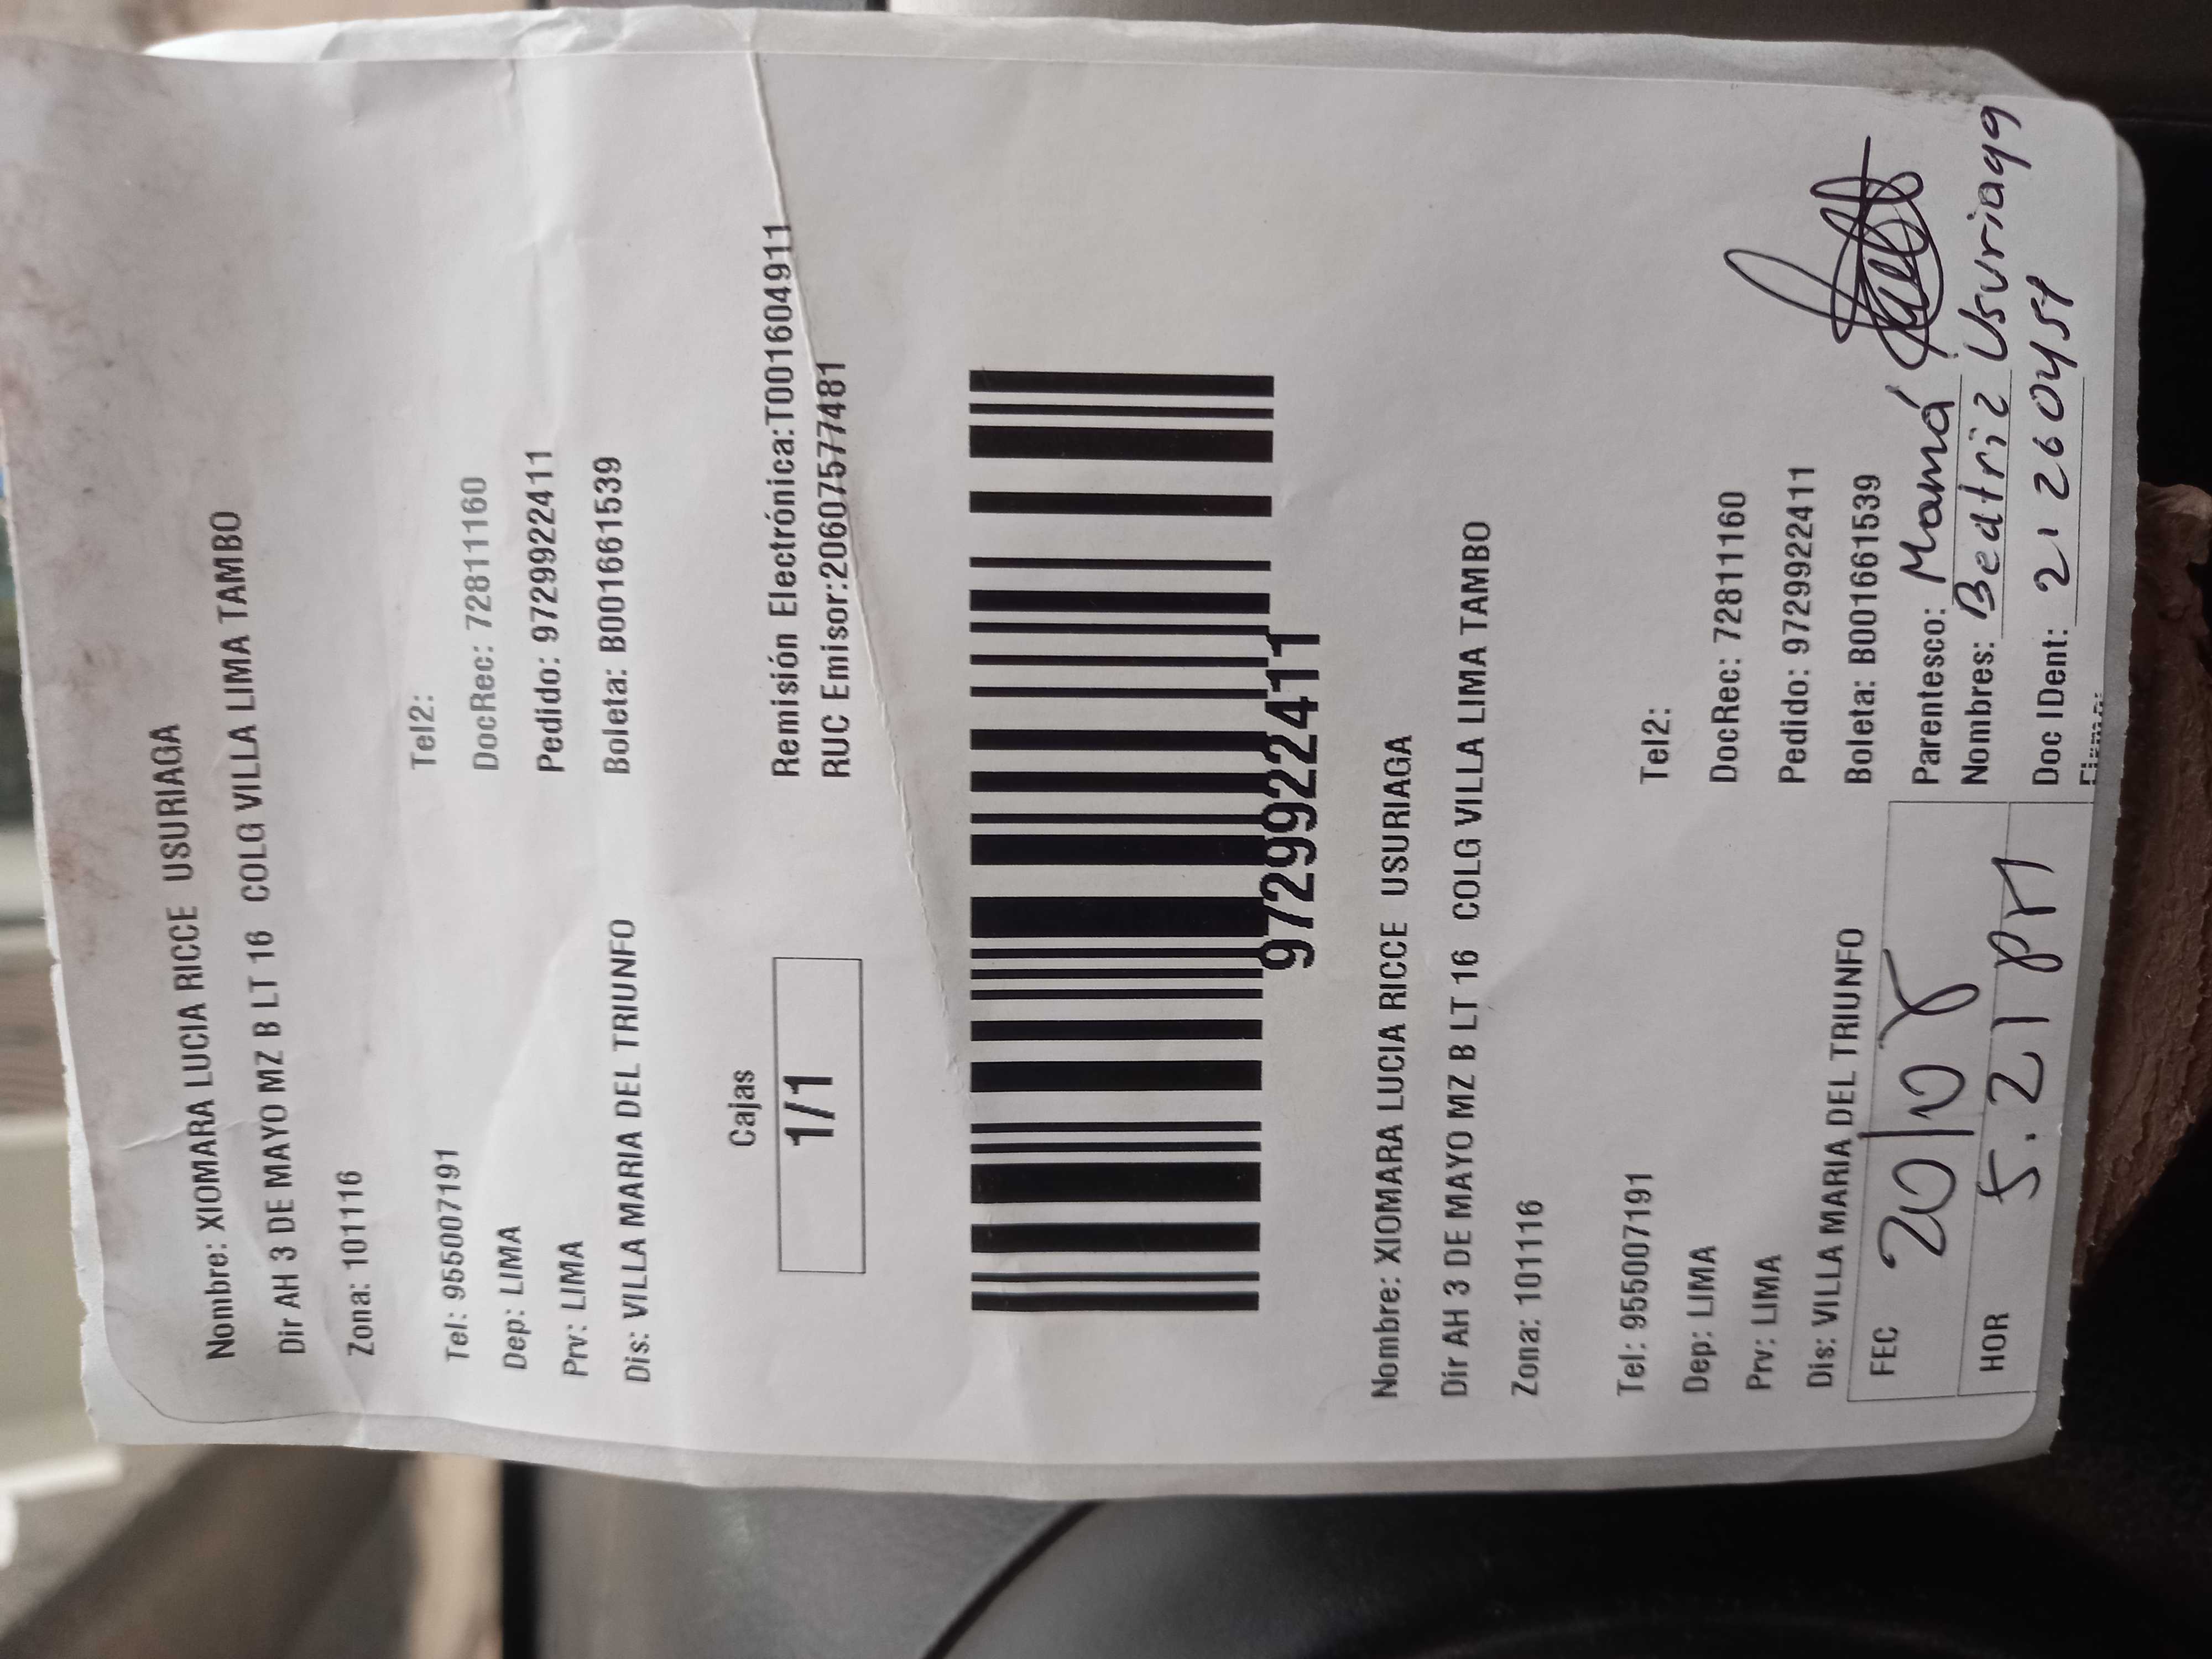 Nombre: XIOMARA LUCIA RICCE USURIAGA
Dir AH 3 DE MAYO MZ B LT 16 COLG VILLA LIMA TAMBO
Zona: 101116
Tel: 955007191 Tel2:
Dep: LIMA DocRec: 72811160
Prv: LIMA Pedido: 9729922411
Dis: VILLA MARIA DEL TRIUNFO Boleta: B001661539
Cajas
1/1
Remisión Electrónica:T001604911
RUC Emisor:20607577481
9729922411
Nombre: XIOMARA LUCIA RICCE USURIAGA
Dir AH 3 DE MAYO MZ B LT 16 COLG VILLA LIMA TAMBO
Zona: 101116
Tel: 955007191 Tel2:
Dep: LIMA DocRec: 72811160
Prv: LIMA Pedido: 9729922411
Dis: VILLA MARIA DEL TRIUNFO Boleta: B001661539
FEC 20/08
HOR 5.21 PM
Parentesco: Mamá
Nombres: Beatriz Usuriaga
Doc IDent: